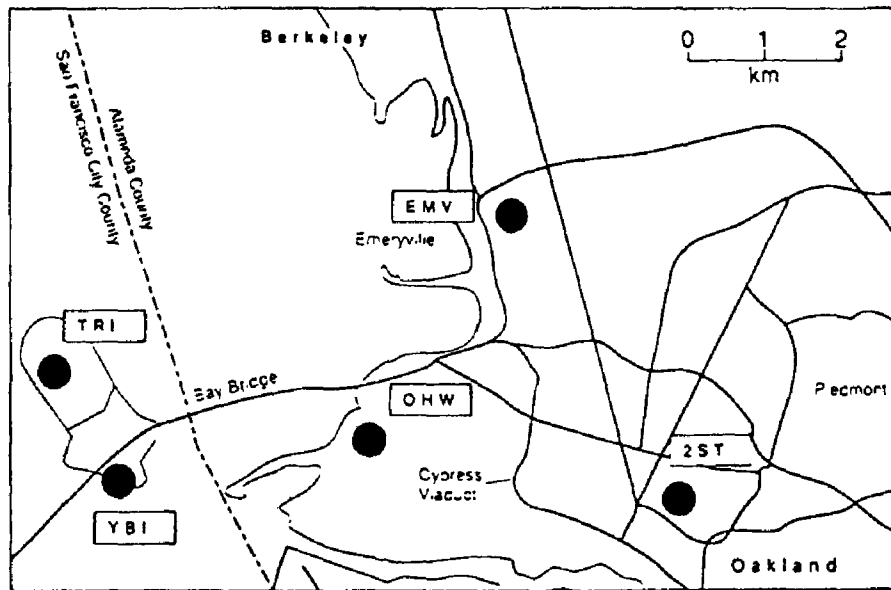 Berkeley
0 1 2
km
San Francisco City County
Alameda County
EMV
Emeryville
TRI
Bay Bridge
OHW
Piedmont
2ST
Cypress
Viaduct
YBI
Oakland